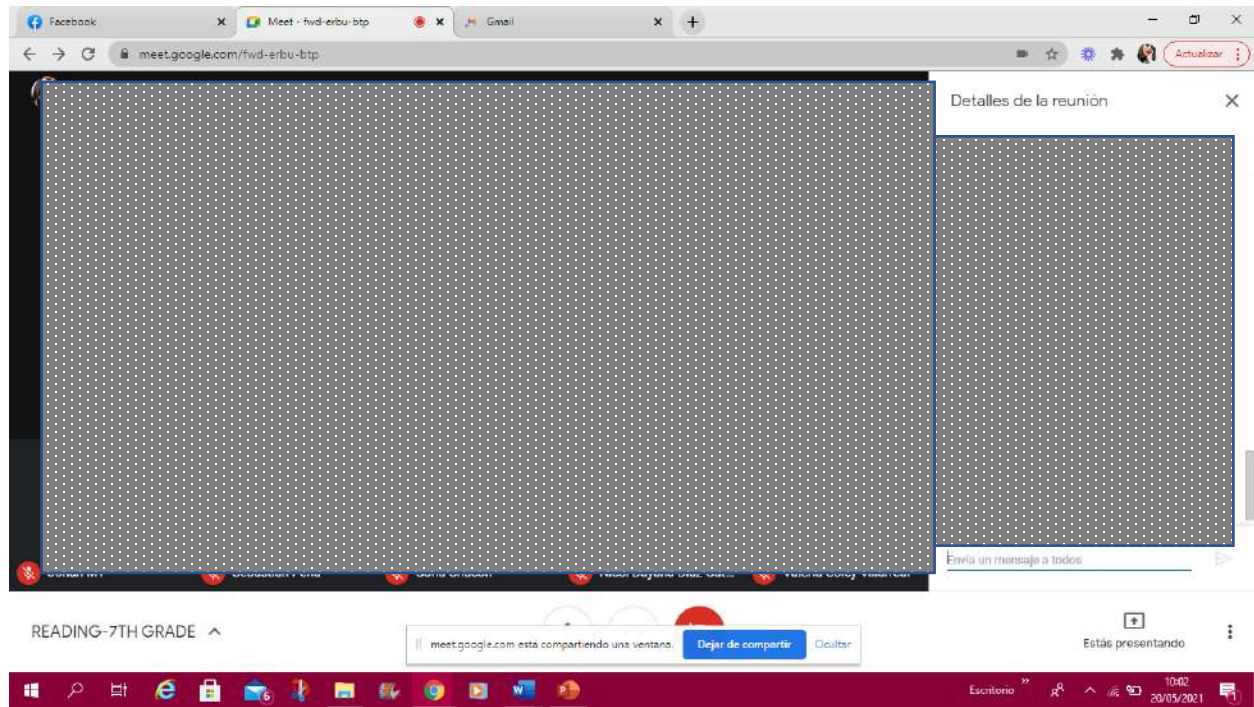 Facebook
Meet - fwd-erbu-btp
Gmail
meet.google.com/fwd-erbu-btp
Actualizar
Detalles de la reunión
Envía un mensaje a todos
READING-7TH GRADE
meet.google.com está compartiendo una ventana.
Dejar de compartir
Ocultar
Estás presentando
Escritorio
10:02
20/05/2021